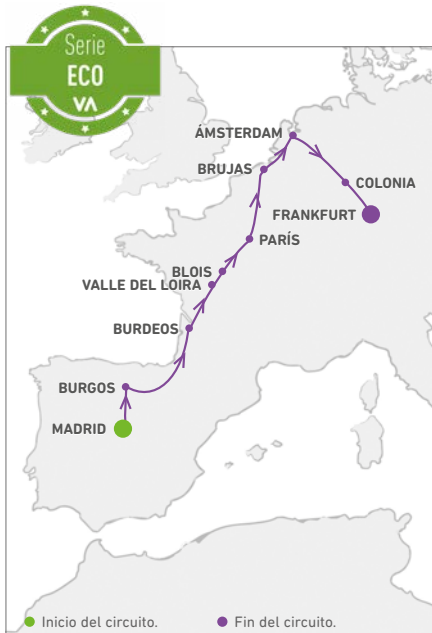 Serie
ECO
VA
ÁMSTERDAM
BRUJAS
COLONIA
FRANKFURT
PARÍS
BLOIS
VALLE DEL LOIRA
BURDEOS
BURGOS
MADRID
Inicio del circuito.
Fin del circuito.